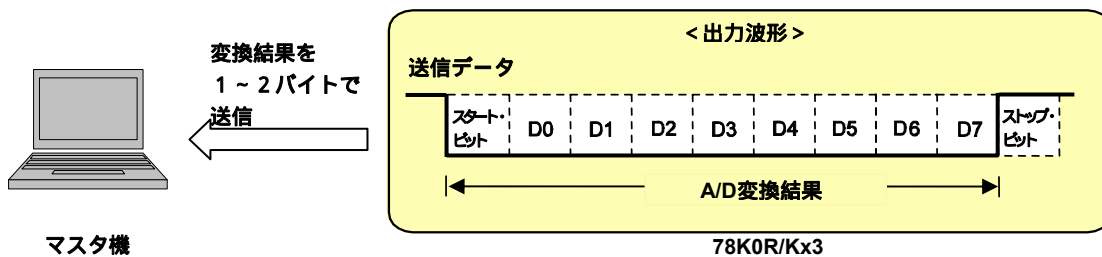 変換結果を
1~2バイトで
送信
マスタ機
<出力波形>
送信データ
スタート・
ビット
D0
D1
D2
D3
D4
D5
D6
D7
ストップ・
ビット
A/D変換結果
78K0R/Kx3